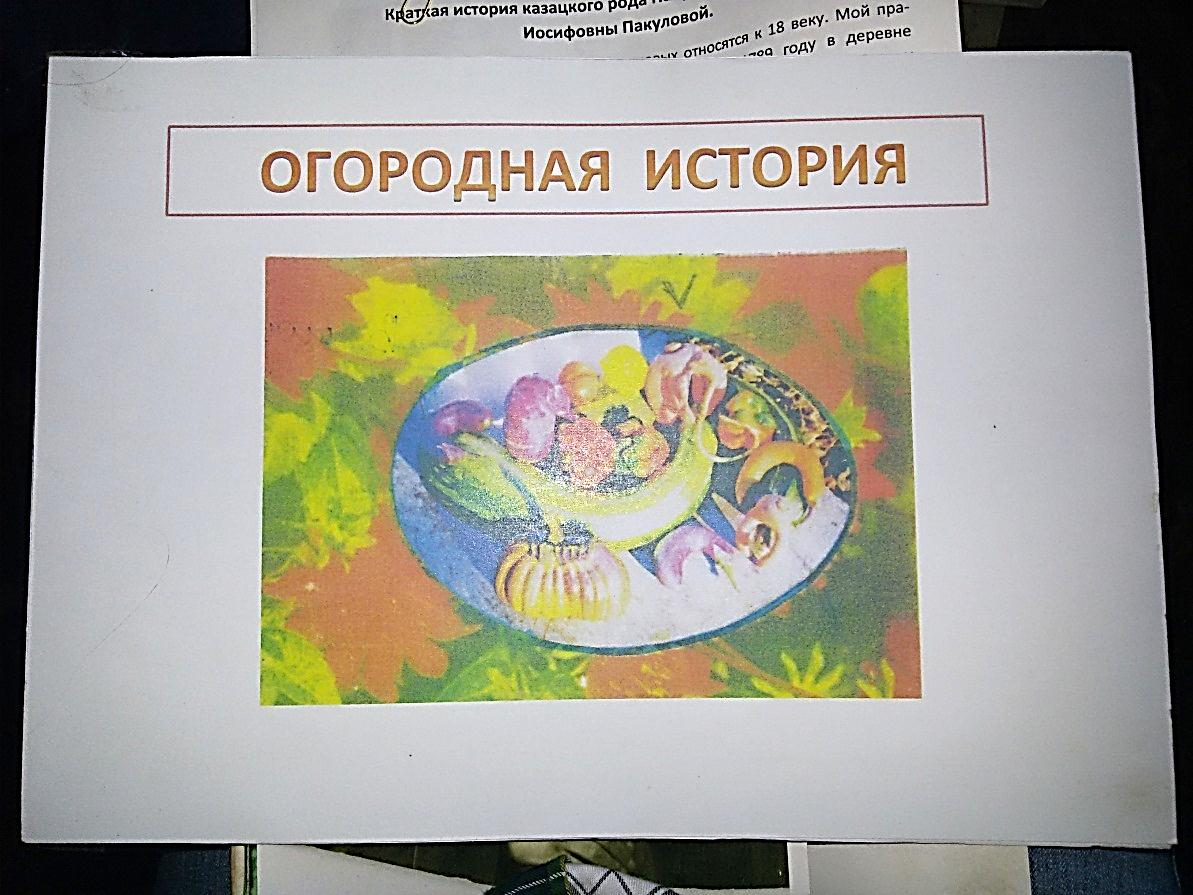 Краткая история казацкого рода
Иосифовны Пакуловой.
относятся к 18 веку. Мой пра-
году в деревне
ОГОРОДНАЯ ИСТОРИЯ